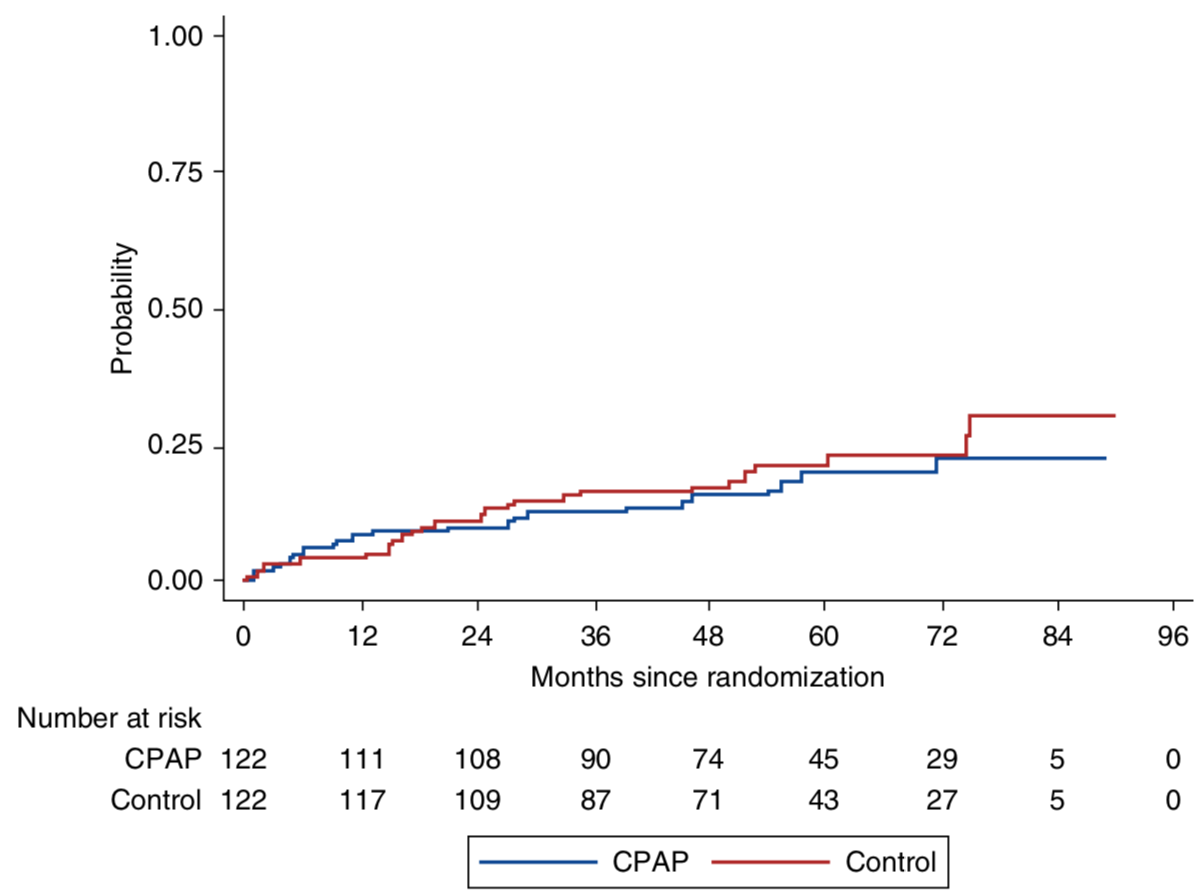 1.00
0.75
0.50
0.25
0.00
Probability
0 12 24 36 48 60 72 84 96
Months since randomization
Number at risk
CPAP 122 111 108 90 74 45 29 5 0
Control 122 117 109 87 71 43 27 5 0
CPAP Control